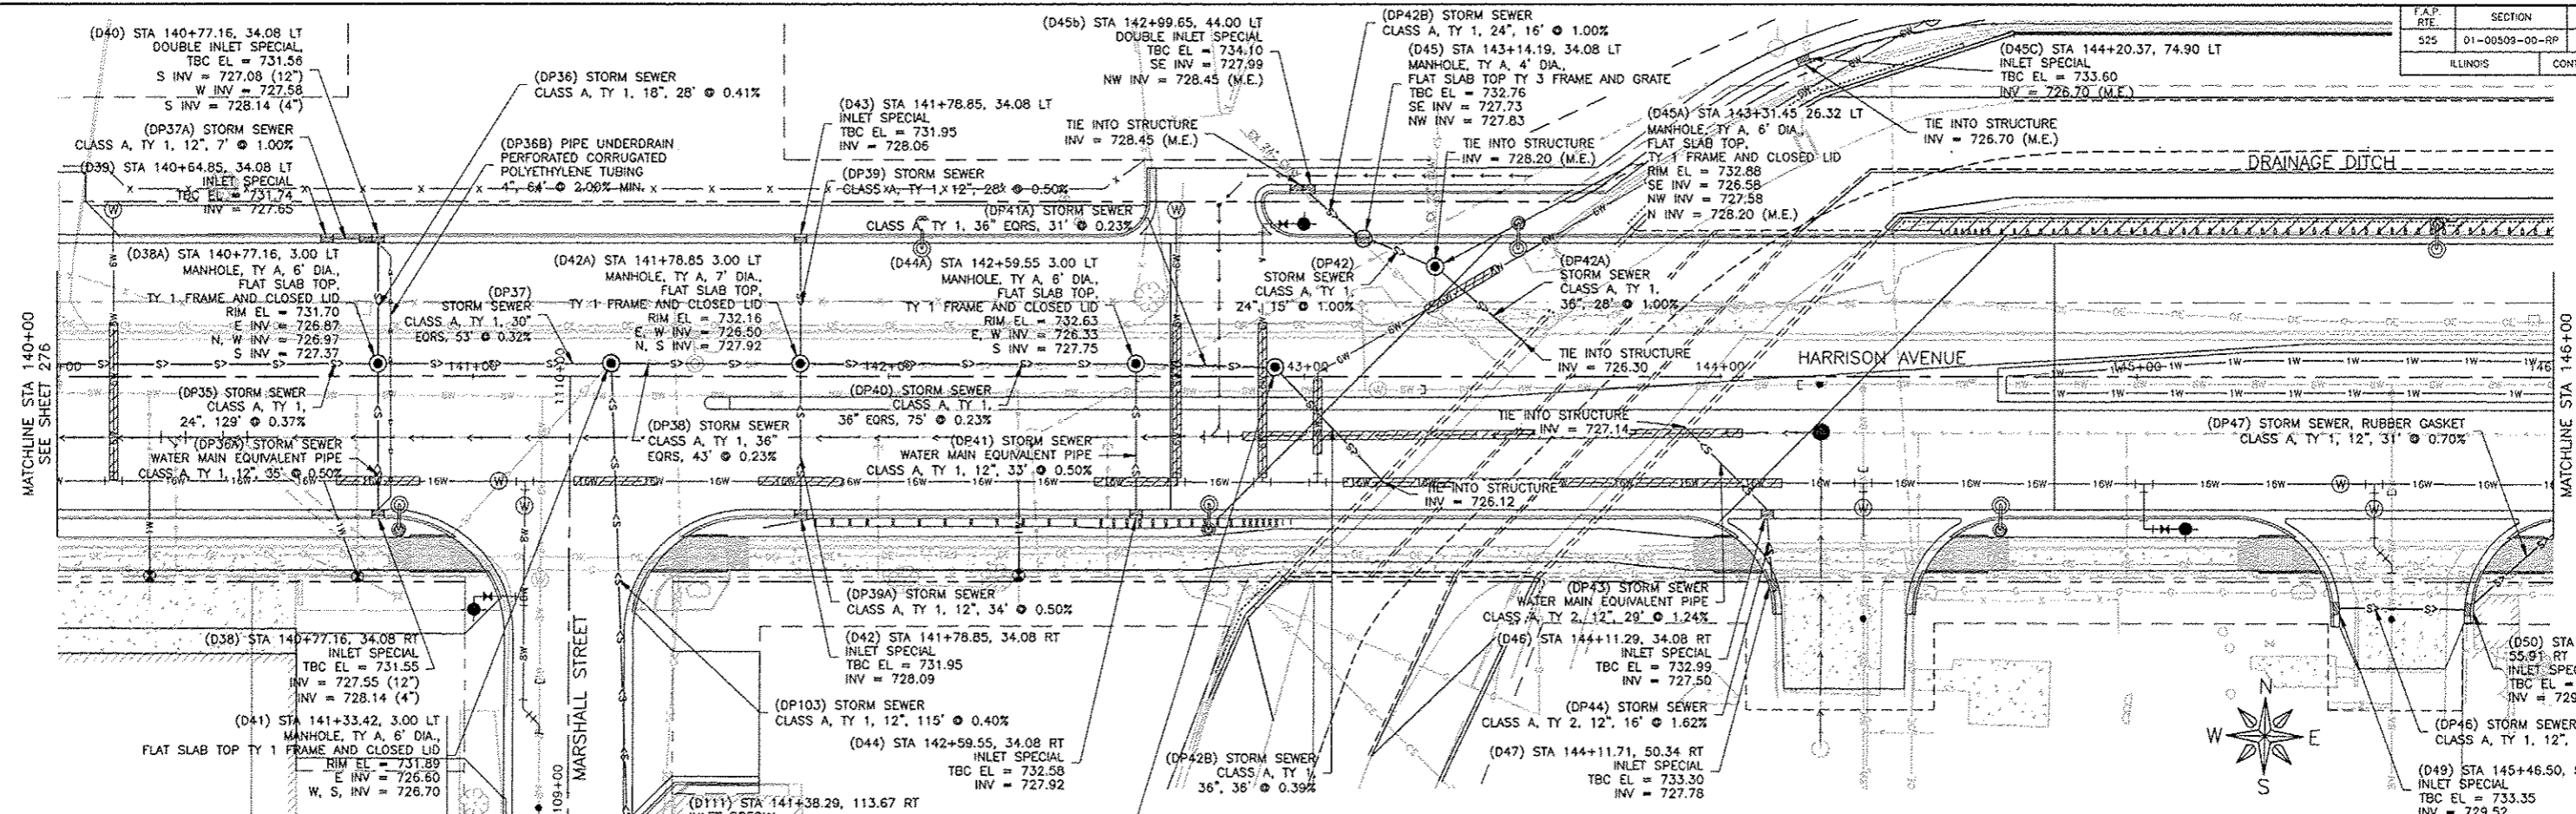 F.A.P. RTE.
SECTION
525
01-00509-00-RP
ILLINOIS
(D40) STA 140+77.16, 34.08 LT
DOUBLE INLET SPECIAL,
TBC EL = 731.56
S INV = 727.08 (12")
W INV = 727.58
S INV = 728.14 (4")
(DP37A) STORM SEWER
CLASS A, TY 1, 12", 7' @ 1.00%
(D39) STA 140+64.85, 34.08 LT
INLET SPECIAL
TBC EL = 731.74
INV = 727.65
(DP36) STORM SEWER
CLASS A, TY 1, 18", 28' @ 0.41%
(DP36B) PIPE UNDERDRAIN
PERFORATED CORRUGATED
POLYETHYLENE TUBING
4", 64' @ 2.00% MIN.
(D43) STA 141+78.85, 34.08 LT
INLET SPECIAL
TBC EL = 731.95
INV = 728.06
(DP39) STORM SEWER
CLASS A, TY 1, 12", 28' @ 0.50%
(DP41A) STORM SEWER
CLASS A, TY 1, 36" EQRS, 31' @ 0.23%
(D45b) STA 142+99.65, 44.00 LT
DOUBLE INLET SPECIAL
TBC EL = 734.10
SE INV = 727.99
NW INV = 728.45 (M.E.)
TIE INTO STRUCTURE
INV = 728.45 (M.E.)
(DP42B) STORM SEWER
CLASS A, TY 1, 24", 16' @ 1.00%
(D45) STA 143+14.19, 34.08 LT
MANHOLE, TY A, 4' DIA.,
FLAT SLAB TOP TY 3 FRAME AND GRATE
TBC EL = 732.76
SE INV = 727.73
NW INV = 727.83
TIE INTO STRUCTURE
INV = 728.20 (M.E.)
(D45A) STA 143+31.45 26.32 LT
MANHOLE, TY A, 6' DIA.,
FLAT SLAB TOP,
TY 1 FRAME AND CLOSED LID
RIM EL = 732.88
SE INV = 726.58
NW INV = 727.58
N INV = 728.20 (M.E.)
(D45C) STA 144+20.37, 74.90 LT
INLET SPECIAL
TBC EL = 733.60
INV = 726.70 (M.E.)
TIE INTO STRUCTURE
INV = 726.70 (M.E.)
DRAINAGE DITCH
(D38A) STA 140+77.16, 3.00 LT
MANHOLE, TY A, 6' DIA.,
FLAT SLAB TOP,
TY 1 FRAME AND CLOSED LID
RIM EL = 731.70
E INV = 726.87
N, W INV = 726.97
S INV = 727.37
(DP37)
STORM SEWER
CLASS A, TY 1, 30"
EQRS, 53' @ 0.32%
(D42A) STA 141+78.85 3.00 LT
MANHOLE, TY A, 7' DIA.,
FLAT SLAB TOP,
TY 1 FRAME AND CLOSED LID
RIM EL = 732.16
E, W INV = 726.50
N, S INV = 727.92
(D44A) STA 142+59.55 3.00 LT
MANHOLE, TY A, 6' DIA.,
FLAT SLAB TOP,
TY 1 FRAME AND CLOSED LID
RIM EL = 732.63
E, W INV = 726.33
S INV = 727.75
(DP42)
STORM SEWER
CLASS A, TY 1,
24", 15' @ 1.00%
(DP42A)
STORM SEWER
CLASS A, TY 1,
36", 28' @ 1.00%
TIE INTO STRUCTURE
INV = 726.30
MATCHLINE STA 140+00
SEE SHEET 276
141+00
142+00
43+00
144+00
HARRISON AVENUE
145+00
146
MATCHLINE STA 146+00
110+00
(DP35) STORM SEWER
CLASS A, TY 1,
24", 129' @ 0.37%
(DP36A) STORM SEWER
WATER MAIN EQUIVALENT PIPE
CLASS A, TY 1, 12", 35' @ 0.50%
(DP38) STORM SEWER
CLASS A, TY 1, 36"
EQRS, 43' @ 0.23%
(DP40) STORM SEWER
CLASS A, TY 1,
36" EQRS, 75' @ 0.23%
(DP41) STORM SEWER
WATER MAIN EQUIVALENT PIPE
CLASS A, TY 1, 12", 33' @ 0.50%
TIE INTO STRUCTURE
INV = 727.14
TIE INTO STRUCTURE
INV = 726.12
(DP47) STORM SEWER, RUBBER GASKET
CLASS A, TY 1, 12", 31' @ 0.70%
(D38) STA 140+77.16, 34.08 RT
INLET SPECIAL
TBC EL = 731.55
INV = 727.55 (12")
INV = 728.14 (4")
(D41) STA 141+33.42, 3.00 LT
MANHOLE, TY A, 6' DIA.,
FLAT SLAB TOP TY 1 FRAME AND CLOSED LID
RIM EL = 731.89
E INV = 726.60
W, S, INV = 726.70
MARSHALL STREET
109+00
(DP39A) STORM SEWER
CLASS A, TY 1, 12", 34' @ 0.50%
(D42) STA 141+78.85, 34.08 RT
INLET SPECIAL
TBC EL = 731.95
INV = 728.09
(DP103) STORM SEWER
CLASS A, TY 1, 12", 115' @ 0.40%
(D44) STA 142+59.55, 34.08 RT
INLET SPECIAL
TBC EL = 732.58
INV = 727.92
(D111) STA 141+38.29, 113.67 RT
(DP42B) STORM SEWER
CLASS A, TY 1,
36", 36' @ 0.39%
(DP43) STORM SEWER
WATER MAIN EQUIVALENT PIPE
CLASS A, TY 2, 12", 29' @ 1.24%
(D46) STA 144+11.29, 34.08 RT
INLET SPECIAL
TBC EL = 732.99
INV = 727.50
(DP44) STORM SEWER
CLASS A, TY 2, 12", 16' @ 1.62%
(D47) STA 144+11.71, 50.34 RT
INLET SPECIAL
TBC EL = 733.30
INV = 727.78
N
W E
S
(D50) STA
55.91 RT
TBC EL =
(DP46) STORM SEWER
CLASS A, TY 1, 12",
(D49) STA 145+46.50,
INLET SPECIAL
TBC EL = 733.35
INV = 729.52